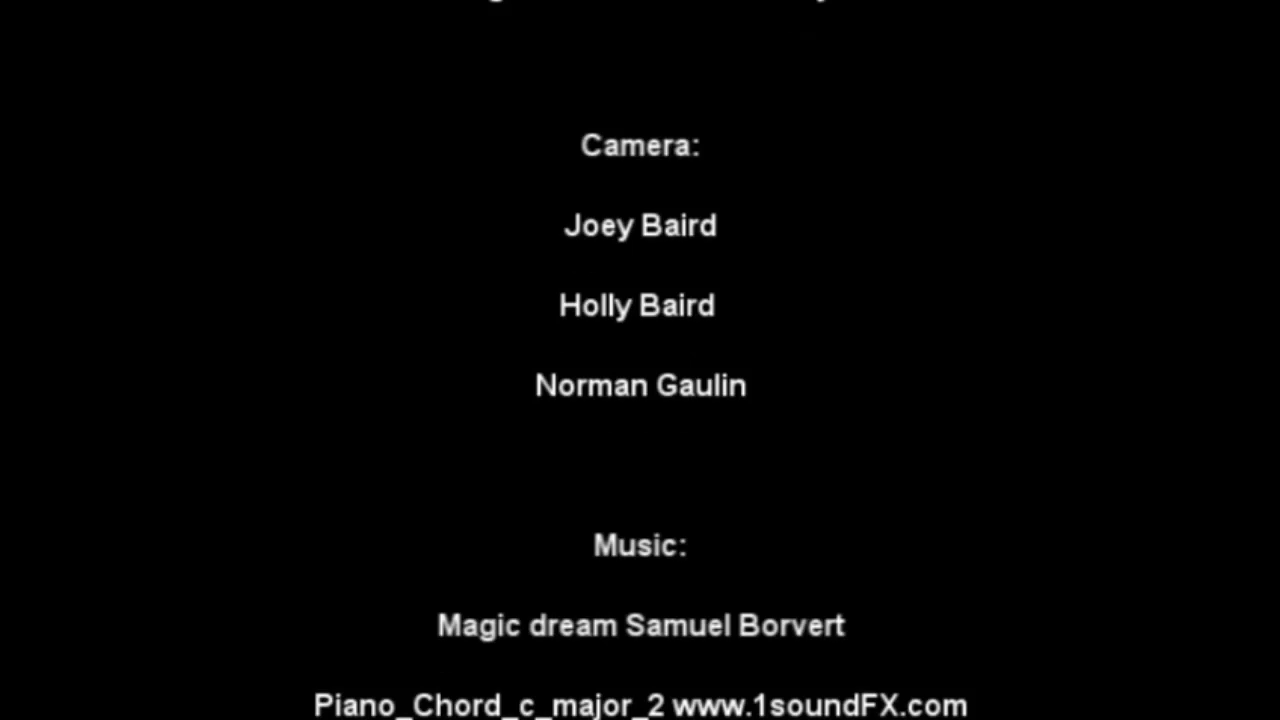 Camera:
Joey Baird
Holly Baird
Norman Gaulin
Music:
Magic dream Samuel Borvert
Piano_Chord_c_major_2 www.1soundFX.com